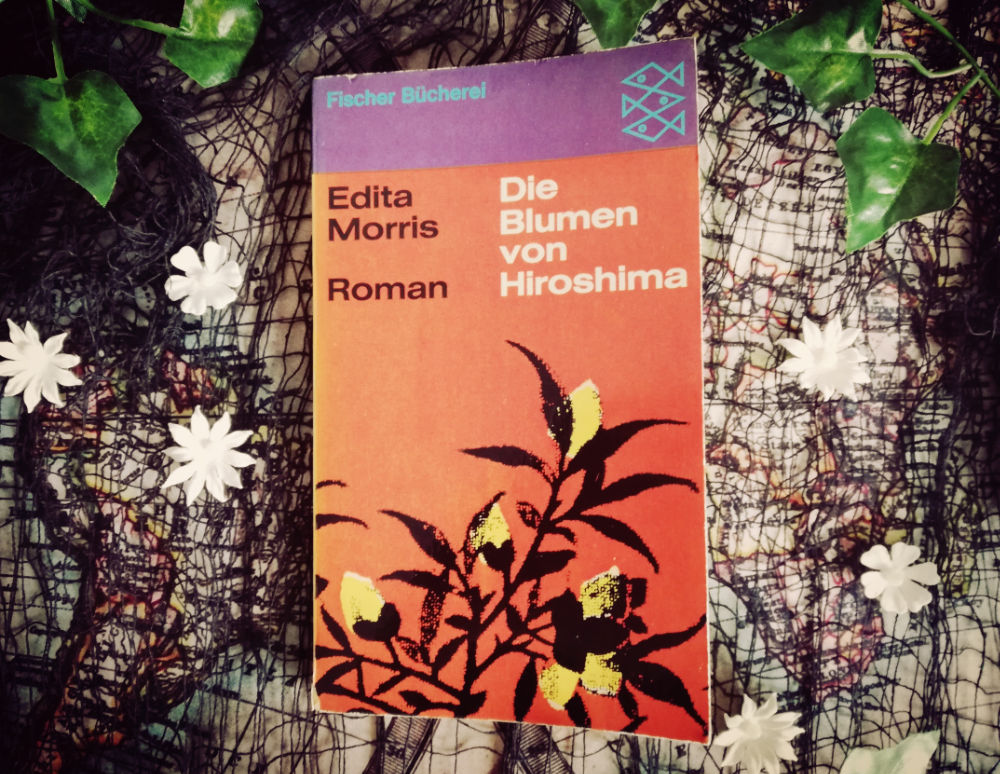 Fischer Bücherei
Edita
Morris
Roman
Die
Blumen
von
Hiroshima